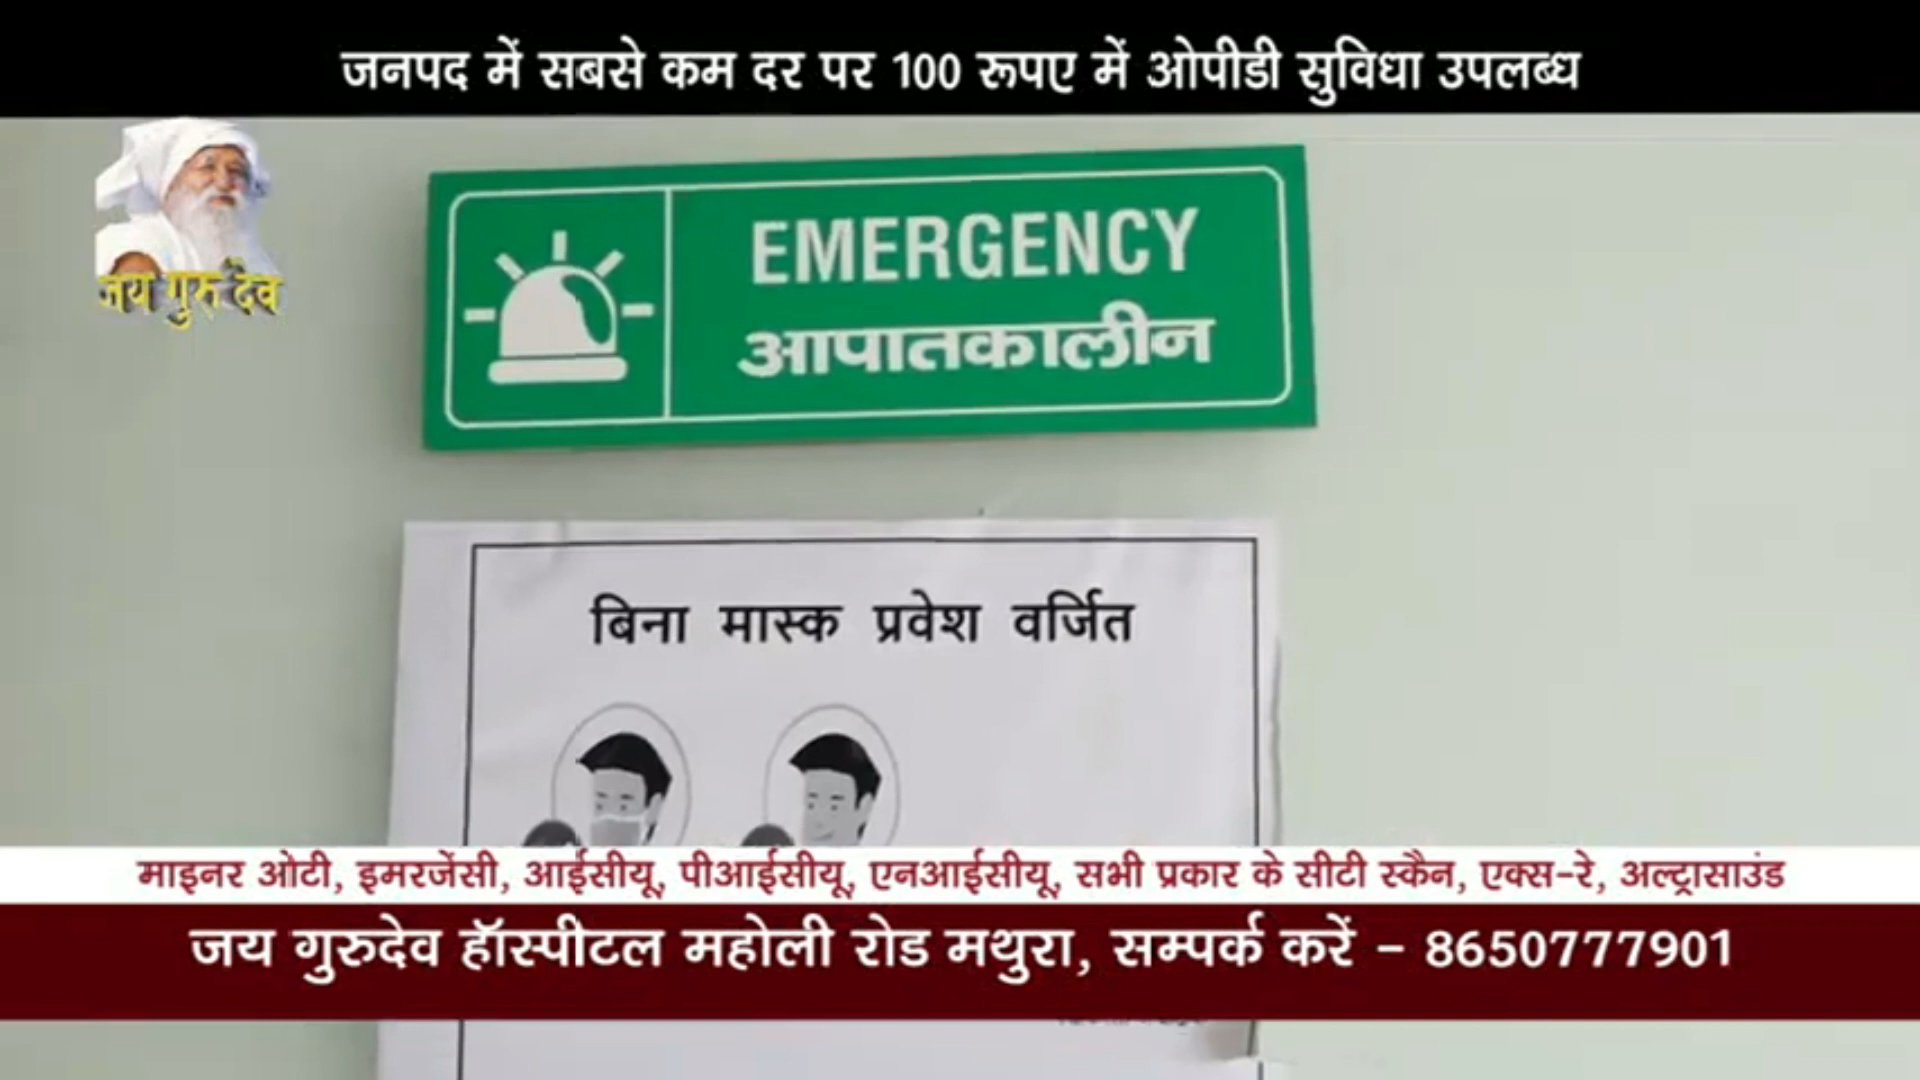 जनपद में सबसे कम दर पर 100 रूपए में ओपीडी सुविधा उपलब्ध
जय गुरु देव
EMERGENCY
आपातकालीन
बिना मास्क प्रवेश वर्जित
माइनर ओटी, इमरजेंसी, आईसीयू, पीआईसीयू, एनआईसीयू, सभी प्रकार के सीटी स्कैन, एक्स-रे, अल्ट्रासाउंड
जय गुरुदेव हॉस्पीटल महोली रोड मथुरा, सम्पर्क करें - 8650777901